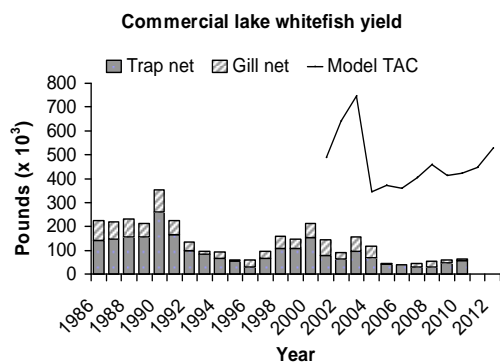 Commercial lake whitefish yield
Trap net Gill net Model TAC
800
700
600
500
400
300
200
100
0
Pounds (x 10³)
1986 1988 1990 1992 1994 1996 1998 2000 2002 2004 2006 2008 2010 2012
Year